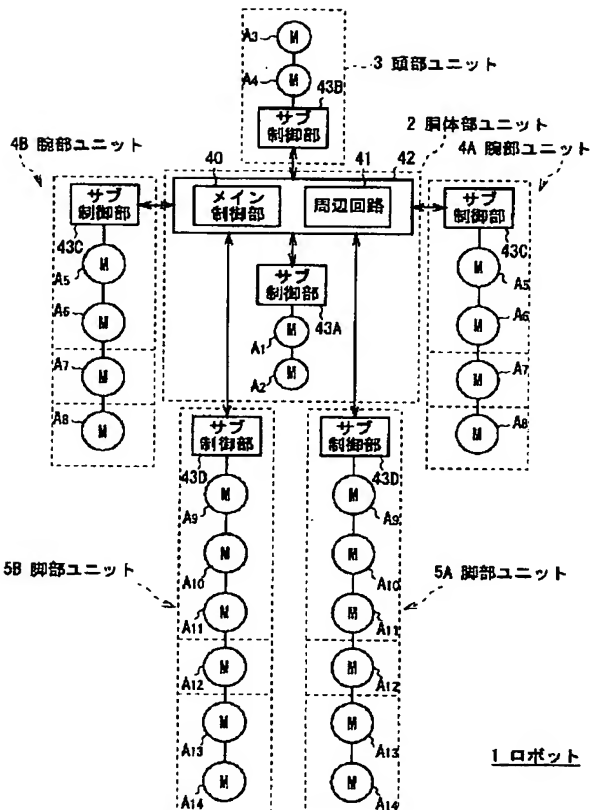 A3 M
A4 M
3 頭部ユニット
43B
サブ
制御部
2 胴体部ユニット
4B 腕部ユニット
4A 腕部ユニット
40
41
42
メイン
制御部
周辺回路
サブ
制御部
43C
A5 M
A6 M
A7 M
A8 M
サブ
制御部
43A
A1 M
A2 M
サブ
制御部
43C
M A5
M A6
M A7
M A8
サブ
制御部
43D
A9 M
A10 M
A11 M
A12 M
A13 M
A14 M
5B 脚部ユニット
サブ
制御部
43D
M A9
M A10
M A11
M A12
M A13
M A14
5A 脚部ユニット
1 ロボット